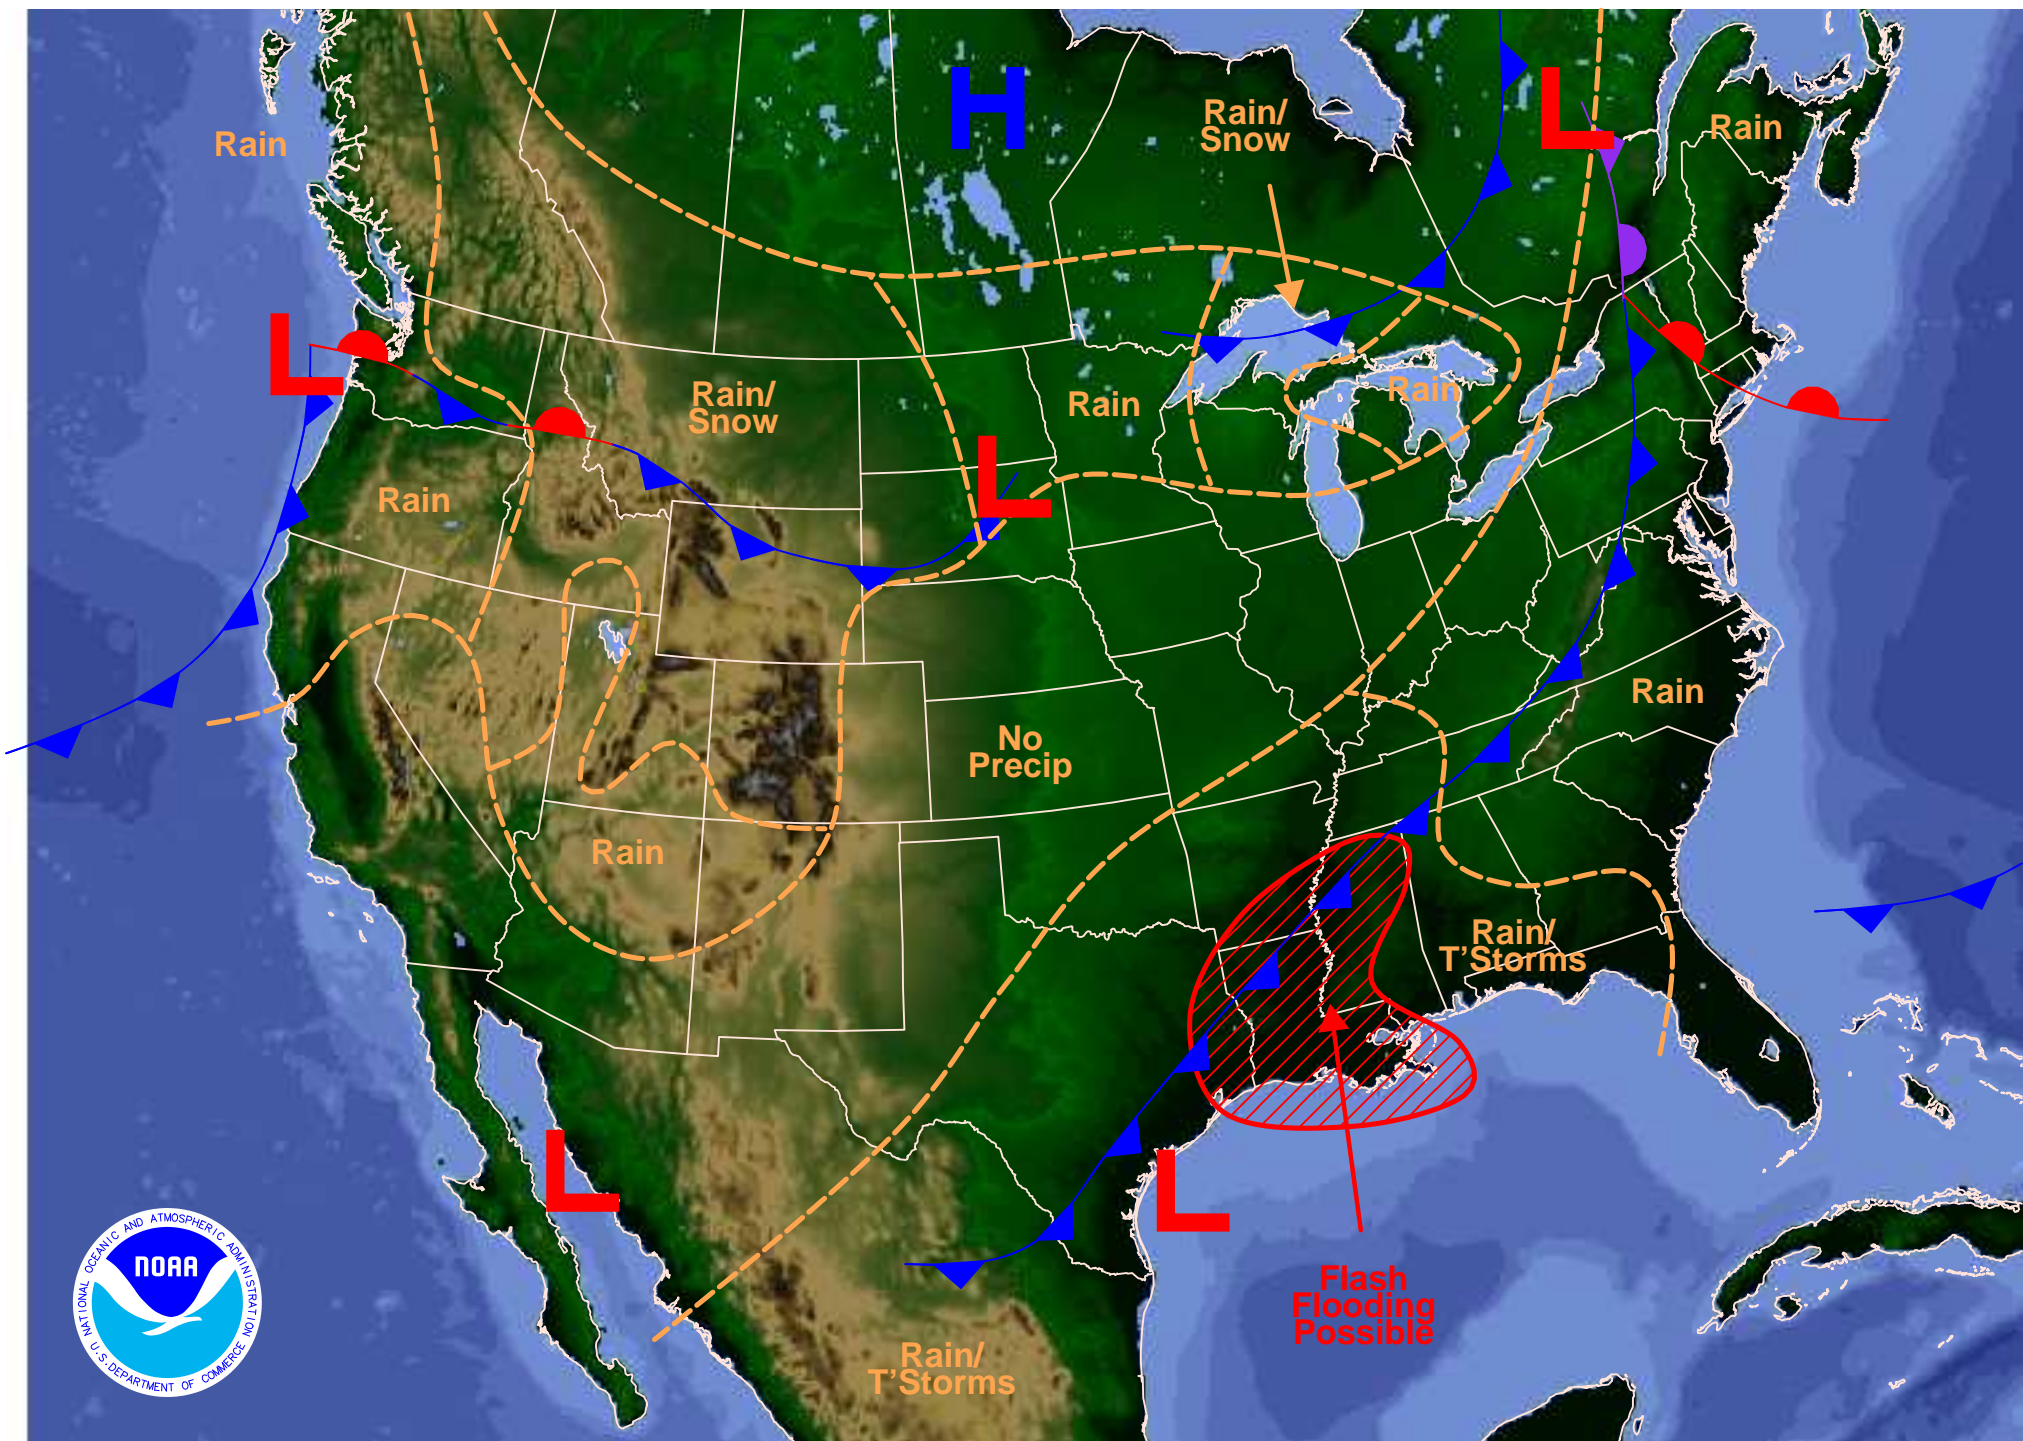 H
L
Rain/
Snow
Rain
Rain
L
Rain/
Snow
Rain
Rain
L
Rain
Rain
No
Precip
Rain
Rain/
T'Storms
L
L
Flash
Flooding
Possible
Rain/
T'Storms
NATIONAL OCEANIC AND ATMOSPHERIC ADMINISTRATION
NOAA
U.S. DEPARTMENT OF COMMERCE